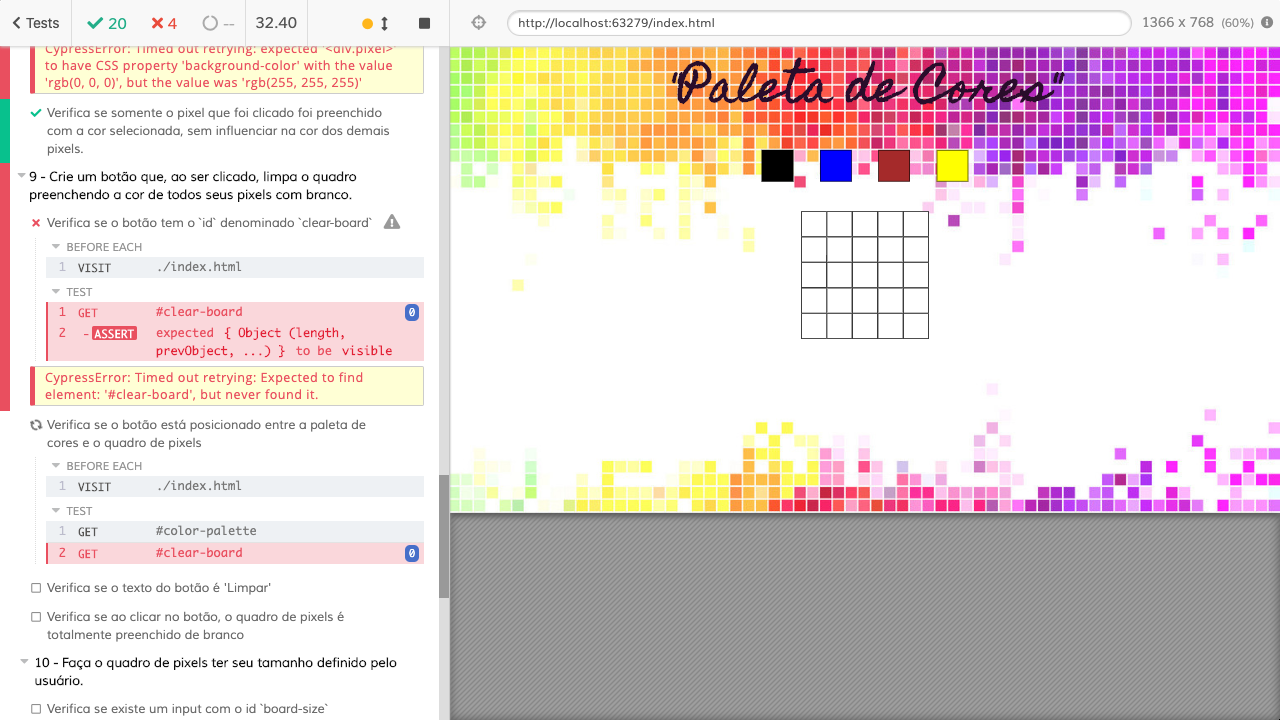 Tests
20
4
--
32.40
http://localhost:63279/index.html
1366 x 768 (60%)
CypressError: Timed out retrying: expected '<div.pixel>'
to have CSS property 'background-color' with the value
'rgb(0, 0, 0)', but the value was 'rgb(255, 255, 255)'
Verifica se somente o pixel que foi clicado foi preenchido
com a cor selecionada, sem influenciar na cor dos demais
pixels.
9 - Crie um botão que, ao ser clicado, limpa o quadro
preenchendo a cor de todos seus pixels com branco.
Verifica se o botão tem o `id` denominado `clear-board`
BEFORE EACH
1 VISIT ./index.html
TEST
1 GET #clear-board 0
2 -ASSERT expected { Object (length,
prevObject, ...) } to be visible
CypressError: Timed out retrying: Expected to find
element: '#clear-board', but never found it.
Verifica se o botão está posicionado entre a paleta de
cores e o quadro de pixels
BEFORE EACH
1 VISIT ./index.html
TEST
1 GET #color-palette
2 GET #clear-board 0
Verifica se o texto do botão é 'Limpar'
Verifica se ao clicar no botão, o quadro de pixels é
totalmente preenchido de branco
10 - Faça o quadro de pixels ter seu tamanho definido pelo
usuário.
Verifica se existe um input com o id `board-size`
"Paleta de Cores"